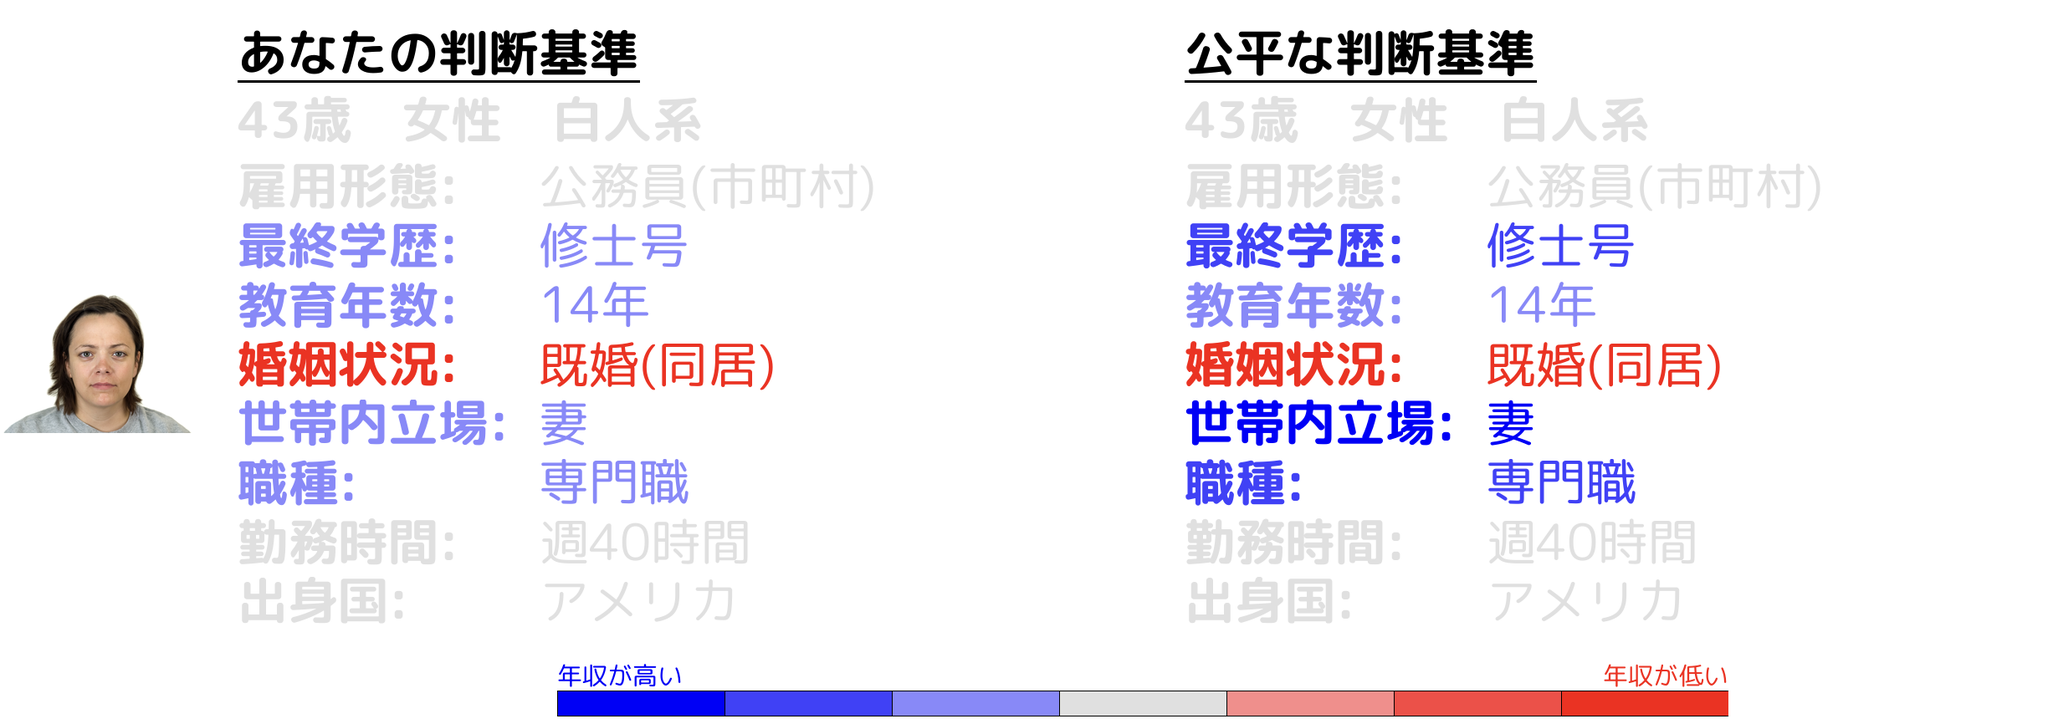 あなたの判断基準
43歳 女性 白人系
雇用形態: 公務員(市町村)
最終学歴: 修士号
教育年数: 14年
婚姻状況: 既婚(同居)
世帯内立場: 妻
職種: 専門職
勤務時間: 週40時間
出身国: アメリカ
公平な判断基準
43歳 女性 白人系
雇用形態: 公務員(市町村)
最終学歴: 修士号
教育年数: 14年
婚姻状況: 既婚(同居)
世帯内立場: 妻
職種: 専門職
勤務時間: 週40時間
出身国: アメリカ
年収が高い
年収が低い